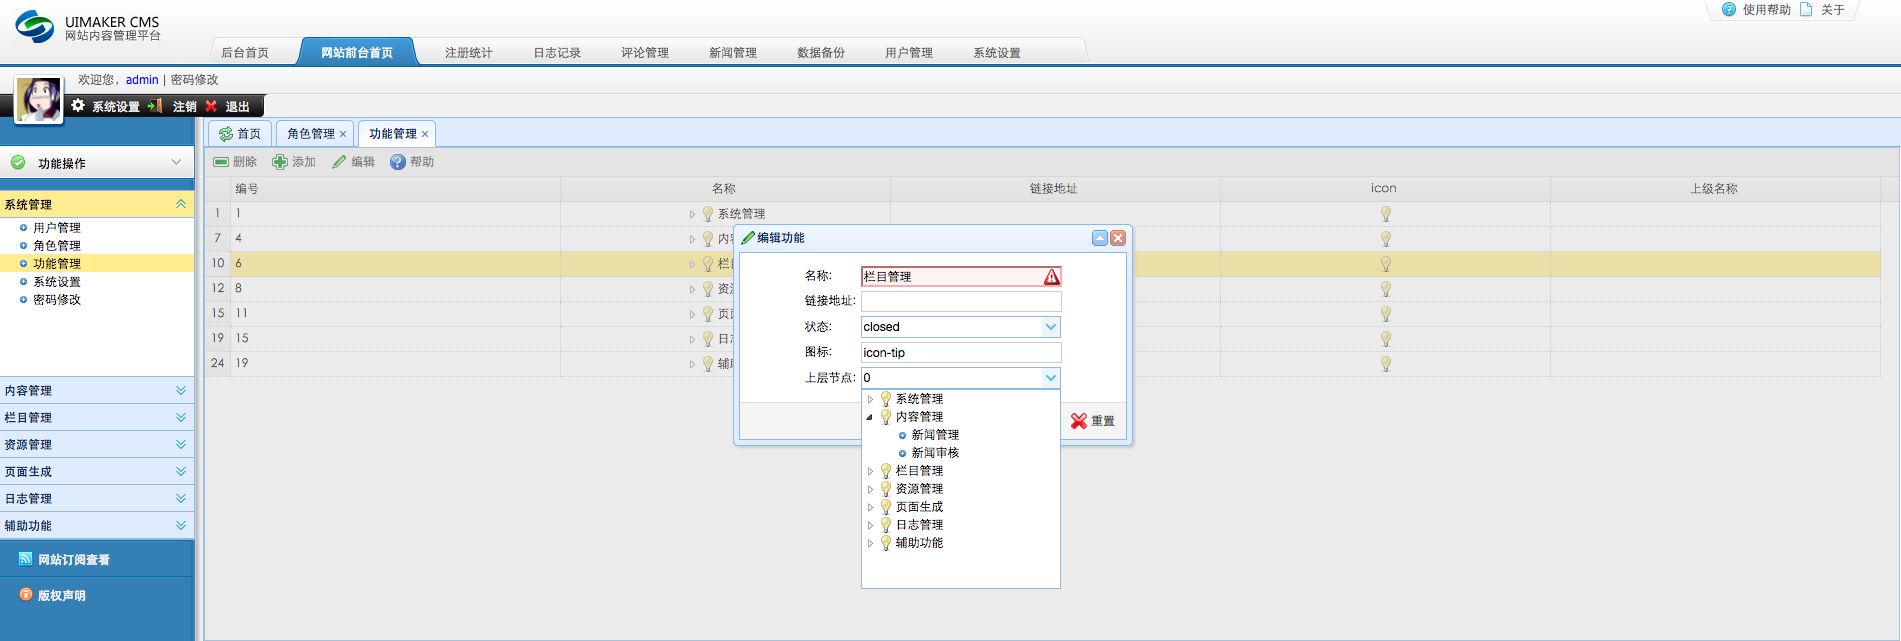 UIMAKER CMS
网站内容管理平台
使用帮助 关于
后台首页 网站前台首页 注册统计 日志记录 评论管理 新闻管理 数据备份 用户管理 系统设置
欢迎您，admin | 密码修改
系统设置 注销 退出
功能操作
系统管理
用户管理
角色管理
功能管理
系统设置
密码修改
内容管理
栏目管理
资源管理
页面生成
日志管理
辅助功能
网站订阅查看
版权声明
首页 角色管理 功能管理
删除 添加 编辑 帮助
编号 名称 链接地址 icon 上级名称
1 1 系统管理
7 4 内
10 6 栏
12 8 资
15 11 页
19 15 日
24 19 辅
编辑功能
名称: 栏目管理
链接地址:
状态: closed
图标: icon-tip
上层节点: 0
系统管理
内容管理
新闻管理
新闻审核
栏目管理
资源管理
页面生成
日志管理
辅助功能
重置